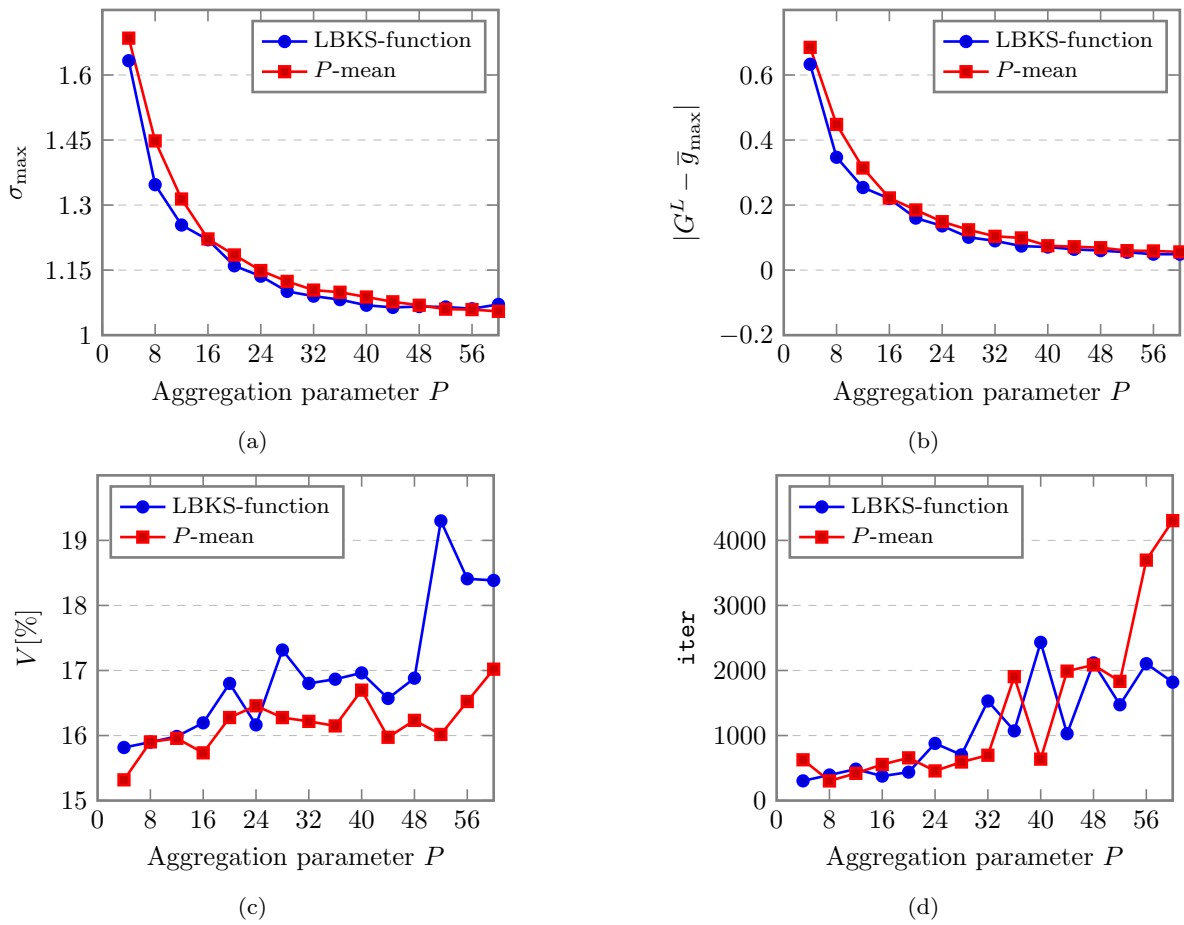 LBKS-function
P-mean
1.6
1.45
1.3
1.15
1
σmax
0 8 16 24 32 40 48 56
Aggregation parameter P
(a)
LBKS-function
P-mean
0.6
0.4
0.2
0
−0.2
|G^L − g̅max|
0 8 16 24 32 40 48 56
Aggregation parameter P
(b)
LBKS-function
P-mean
19
18
17
16
15
V[%]
0 8 16 24 32 40 48 56
Aggregation parameter P
(c)
LBKS-function
P-mean
4000
3000
2000
1000
0
iter
0 8 16 24 32 40 48 56
Aggregation parameter P
(d)